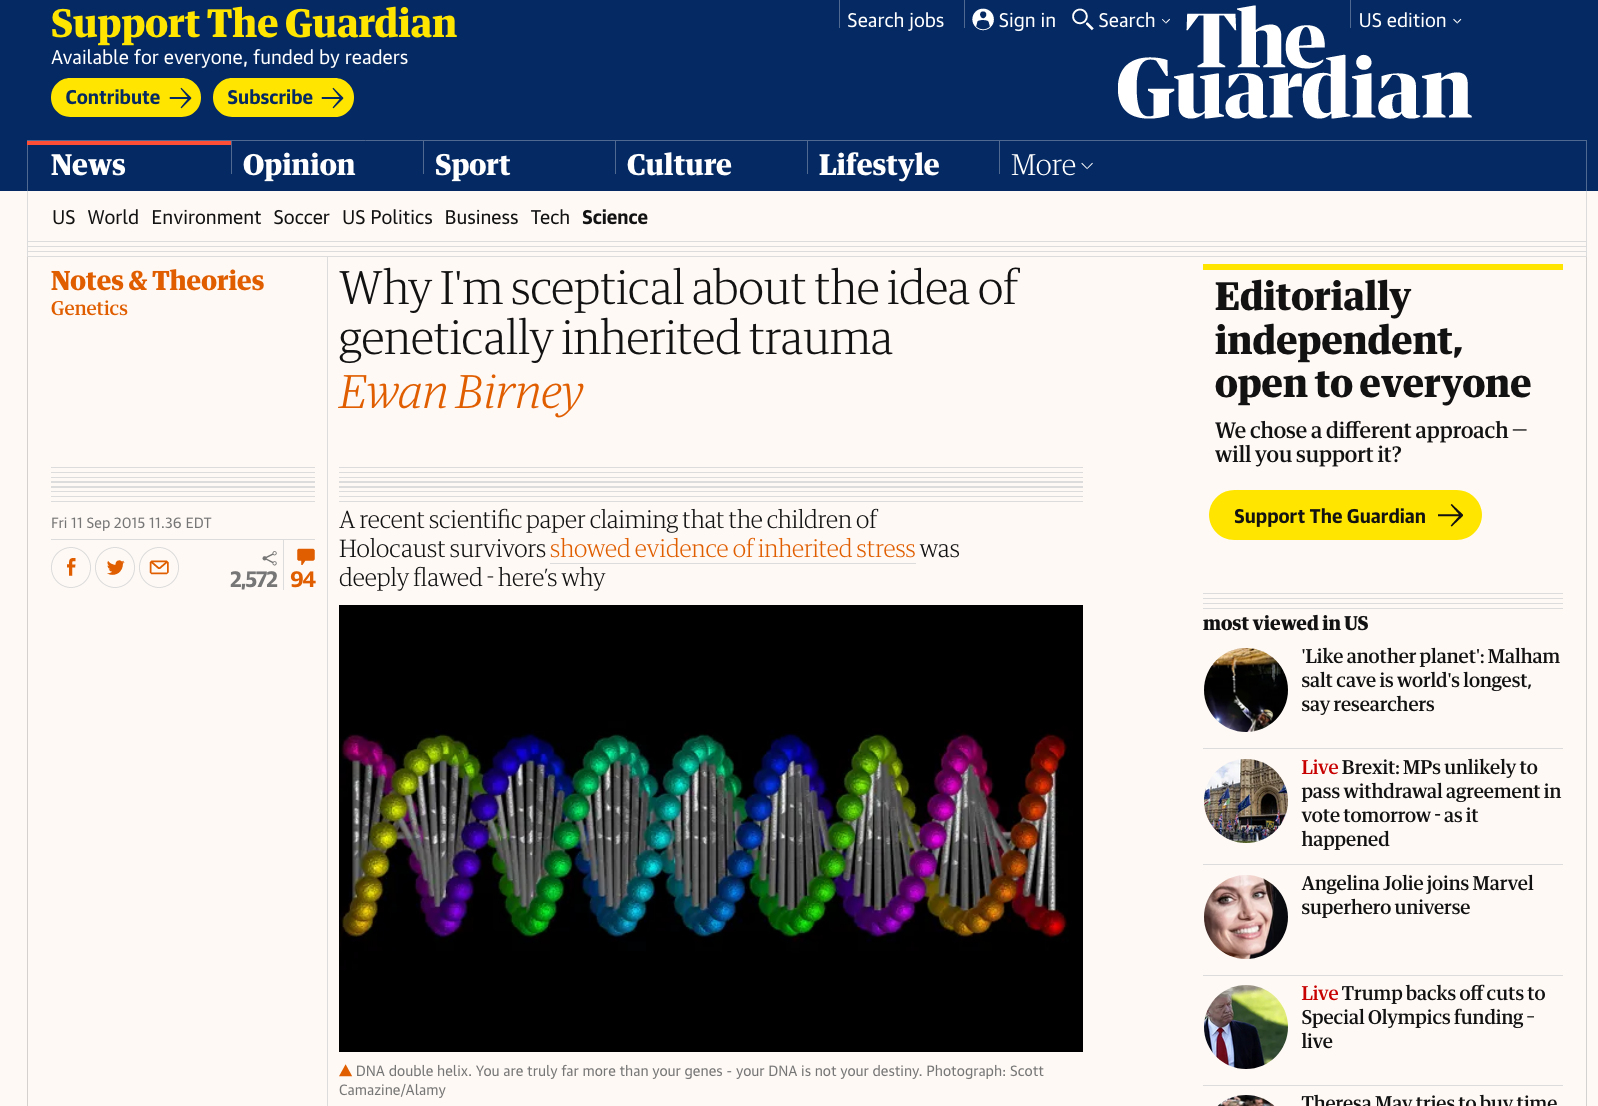 Support The Guardian
Available for everyone, funded by readers
Contribute
Subscribe
Search jobs
Sign in
Search
US edition
The
Guardian
News
Opinion
Sport
Culture
Lifestyle
More
US World Environment Soccer US Politics Business Tech Science
Notes & Theories
Genetics
Why I'm sceptical about the idea of
genetically inherited trauma
Ewan Birney
Fri 11 Sep 2015 11.36 EDT
2,572
94
A recent scientific paper claiming that the children of
Holocaust survivors showed evidence of inherited stress was
deeply flawed - here's why
DNA double helix. You are truly far more than your genes - your DNA is not your destiny. Photograph: Scott
Camazine/Alamy
Editorially
independent,
open to everyone
We chose a different approach —
will you support it?
Support The Guardian
most viewed in US
'Like another planet': Malham
salt cave is world's longest,
say researchers
Live Brexit: MPs unlikely to
pass withdrawal agreement in
vote tomorrow - as it
happened
Angelina Jolie joins Marvel
superhero universe
Live Trump backs off cuts to
Special Olympics funding –
live
Theresa May tries to buy time